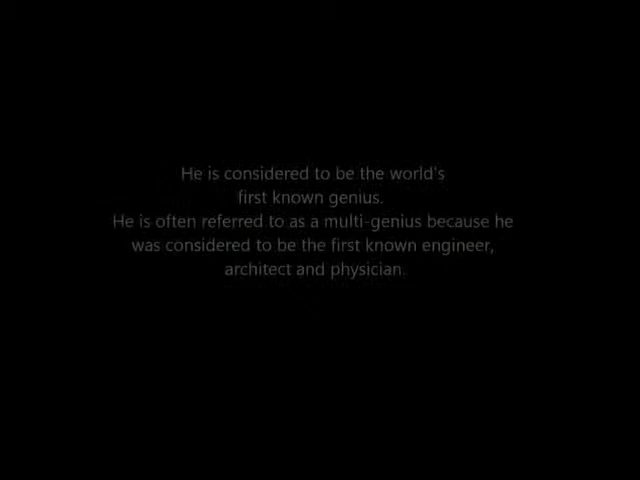 He is considered to be the world's
first known genius.
He is often referred to as a multi-genius because he
was considered to be the first known engineer,
architect and physician.